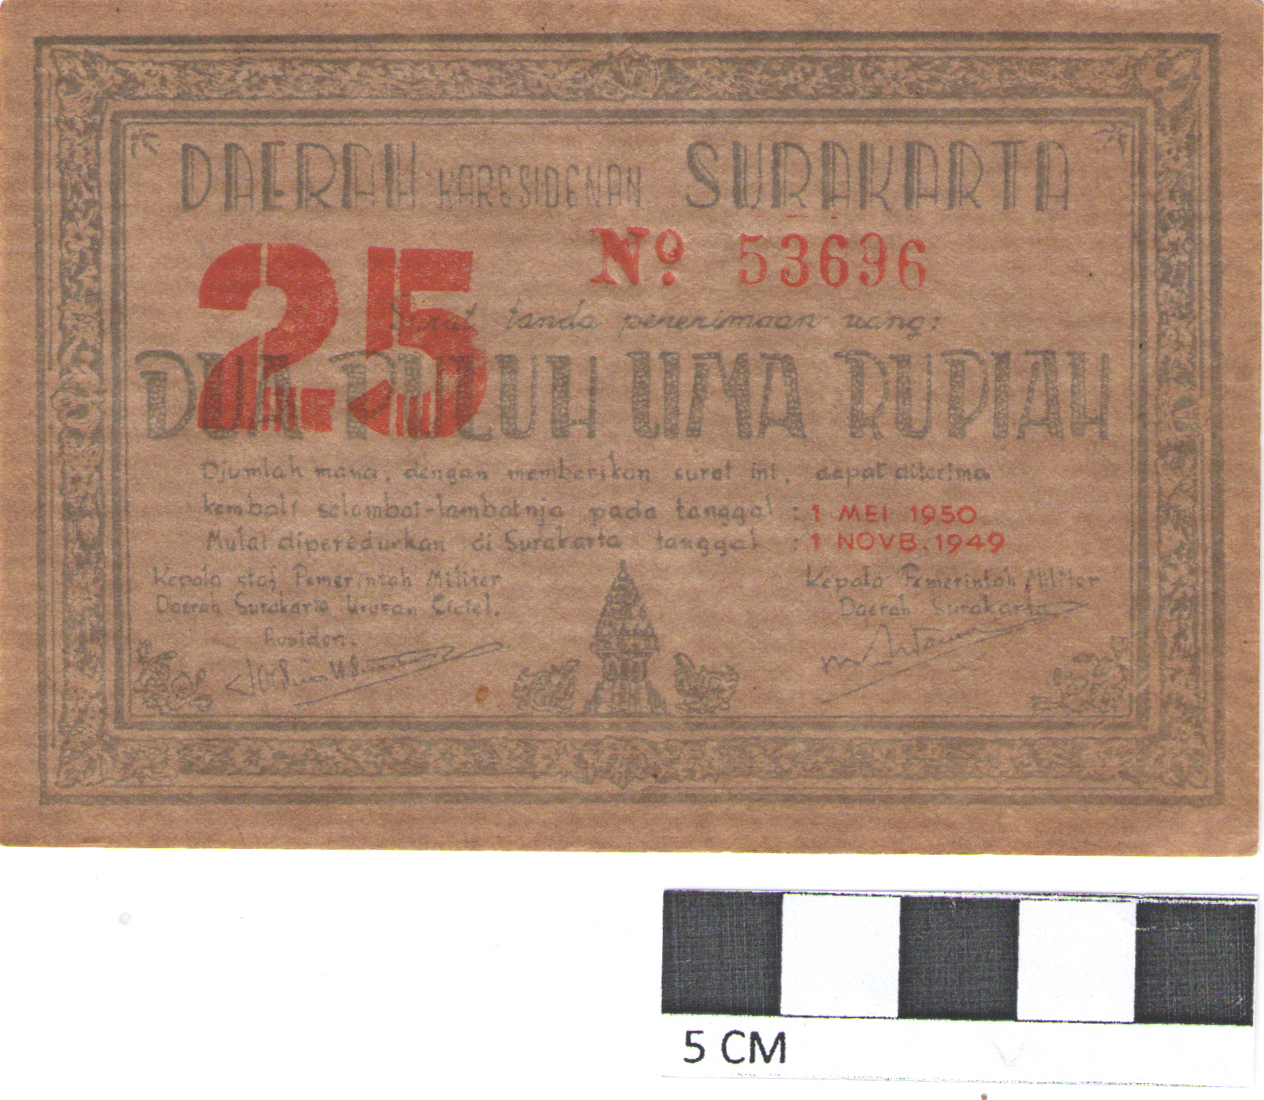 DAERAH KARESIDENAN SURAKARTA
25
No. 53696
Surat tanda penerimaan uang:
DUA PULUH LIMA RUPIAH
Djumlah mana, dengan memberikan surat ini, dapat diterima
kembali selambat-lambatnja pada tanggal : 1 MEI 1950
Mulai diperedarkan di Surakarta tanggal : 1 NOVB. 1949
Kepala staf Pemerintah Militer
Daerah Surakarta Urusan Ciciel.
Residen.
Kepala Pemerintah Militer
Daerah Surakarta
5 CM